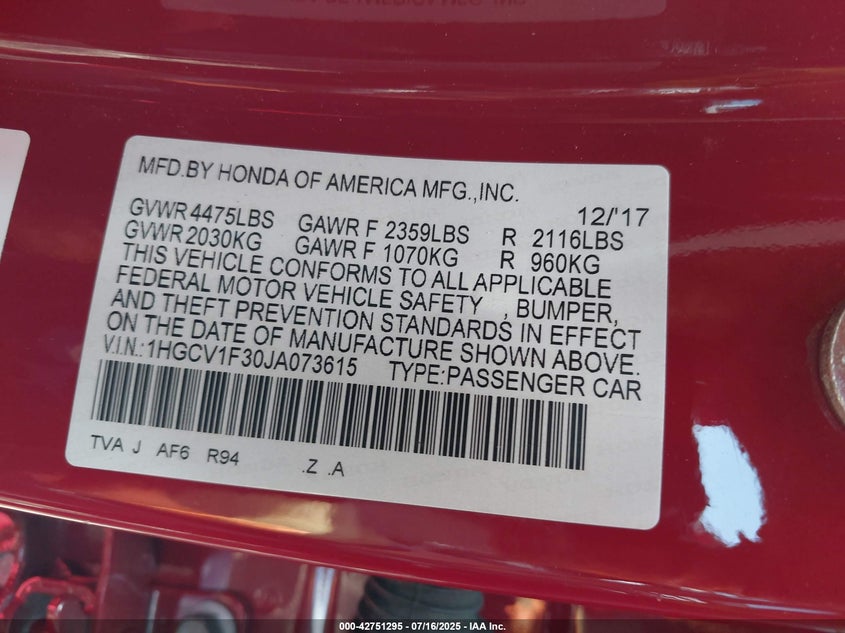 MFD.BY HONDA OF AMERICA MFG.,INC.
12/'17
GVWR 4475LBS GAWR F 2359LBS R 2116LBS
GVWR 2030KG GAWR F 1070KG R 960KG
THIS VEHICLE CONFORMS TO ALL APPLICABLE
FEDERAL MOTOR VEHICLE SAFETY , BUMPER,
AND THEFT PREVENTION STANDARDS IN EFFECT
ON THE DATE OF MANUFACTURE SHOWN ABOVE.
V.I.N.:1HGCV1F30JA073615 TYPE:PASSENGER CAR
TVA J AF6 R94 .Z .A
000-42751295 - 07/16/2025 - IAA Inc.